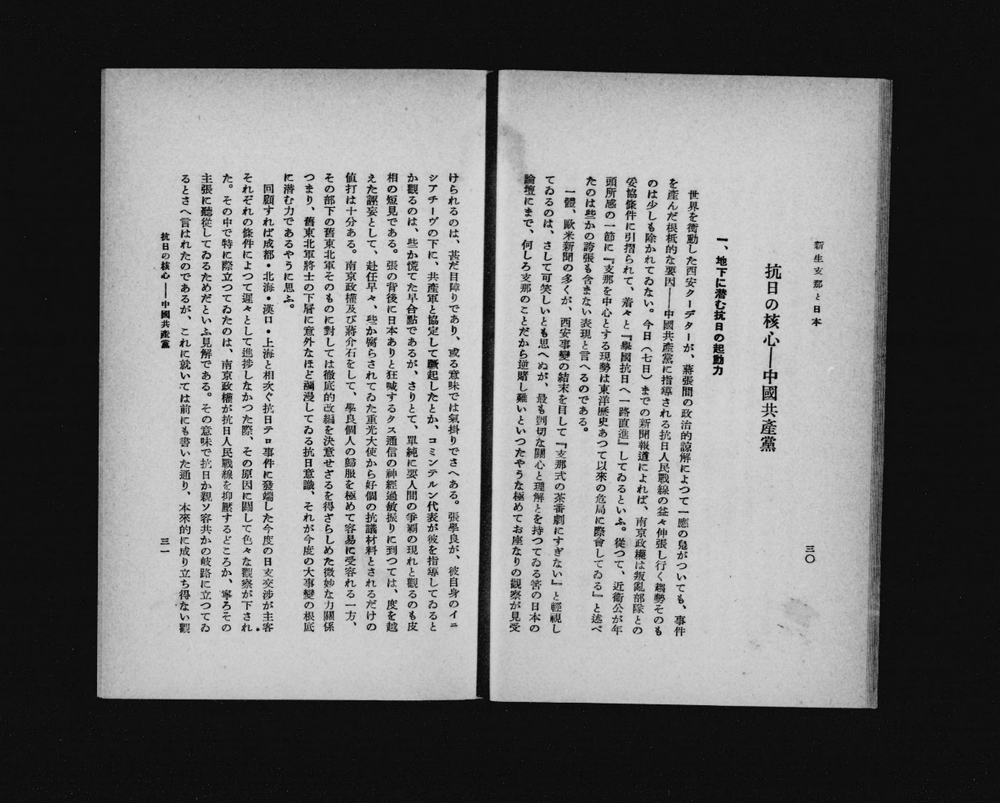 新生支那と日本
三〇
抗日の核心――中國共產黨
一、地下に潜む抗日の起動力
世界を衝動した西安クーデターが、蔣張間の政治的諒解によつて一應の鳧がついても、事件
を產んだ根柢的な要因――中國共產黨に指導される抗日人民戰線の益々伸張し行く趨勢そのも
のは少しも除かれてゐない。今日（七日）までの新聞報道によれば、南京政權は叛亂部隊との
妥協條件に引摺られて、着々と『擧國抗日へ一路直進』してゐるといふ。從つて、近衞公が年
頭所感の一節に『支那を中心とする現勢は東洋歷史あつて以來の危局に際會してゐる』と述べ
たのは些かの誇張も含まない表現と言へるのである。
一體、歐米新聞の多くが、西安事變の結末を目して『支那式の茶番劇にすぎない』と輕視し
てゐるのは、さして可笑しいとも思へぬが、最も剴切な關心と理解とを持つてゐる筈の日本の
論壇にまで、何しろ支那のことだから逆賭し難いといつたやうな極めてお座なりの觀察が見受
けられるのは、甚だ目障りであり、或る意味では氣掛りでさへある。張學良が、彼自身のイニ
シアチーヴの下に、共產軍と協定して蹶起したとか、コミンテルン代表が彼を指導してゐると
か觀るのは、些か慌てた早合點であるが、さりとて、單純に要人間の爭霸の現れと觀るのも皮
相の短見である。張の背後に日本ありと狂喊するタス通信の神經過敏振りに到つては、度を越
えた誣妄として、赴任早々、些か腐らされてゐた重光大使から好個の抗議材料とされるだけの
値打は十分ある。南京政權及び蔣介石をして、學良個人の歸服を極めて容易に受容れる一方、
その部下の舊東北軍そのものに對しては徹底的改編を決意せざるを得ざらしめた微妙な力關係
つまり、舊東北軍將士の下層に意外なほど瀰漫してゐる抗日意識、それが今度の大事變の根底
に潜む力であるやうに思ふ。
回顧すれば成都・北海・漢口・上海と相次ぐ抗日テロ事件に發端した今度の日支交涉が主客
それぞれの條件によつて遲々として進捗しなかつた際、その原因に關して色々な觀察が下され
た。その中で特に際立つてゐたのは、南京政權が抗日人民戰線を抑壓するどころか、寧ろその
主張に聽從してゐるためだといふ見解である。その意味で抗日か親ソ容共かの岐路に立つてゐ
るとさへ言はれたのであるが、これに就いては前にも書いた通り、本來的に成り立ち得ない觀
抗日の核心――中國共產黨
三一